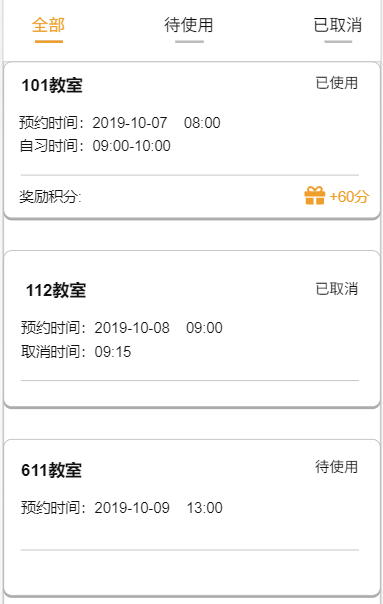 全部 待使用 已取消
101教室 已使用
预约时间：2019-10-07 08:00
自习时间：09:00-10:00
奖励积分: +60分
112教室 已取消
预约时间：2019-10-08 09:00
取消时间：09:15
611教室 待使用
预约时间：2019-10-09 13:00